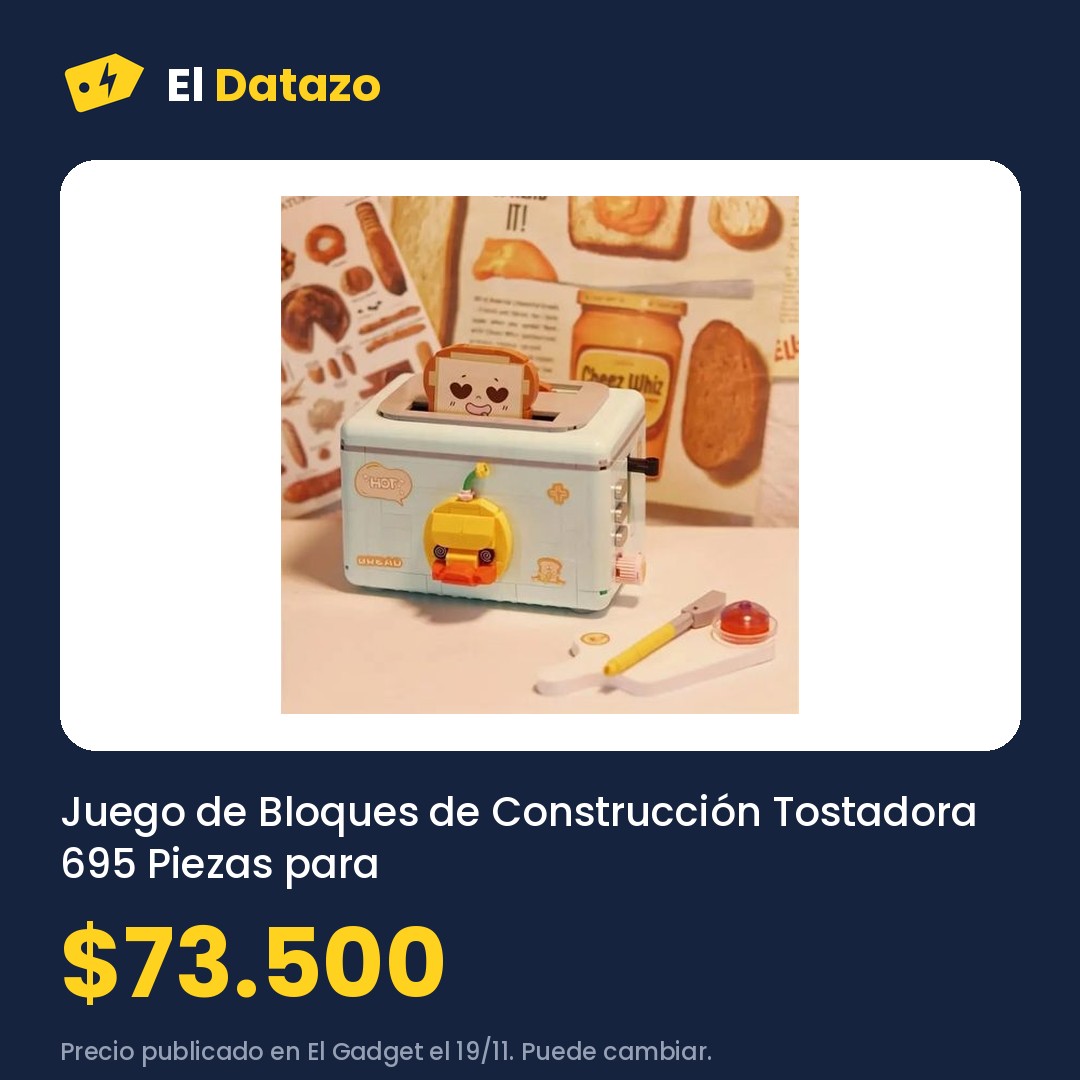 El Datazo
IT!
Cheez Whiz
HOT
BREAD
Juego de Bloques de Construcción Tostadora
695 Piezas para
$73.500
Precio publicado en El Gadget el 19/11. Puede cambiar.